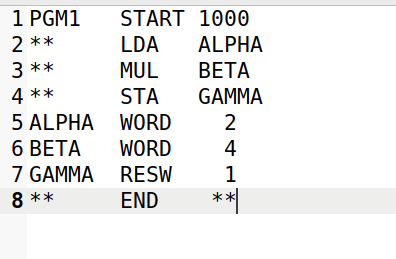 1 PGM1   START 1000
2 **     LDA   ALPHA
3 **     MUL   BETA
4 **     STA   GAMMA
5 ALPHA  WORD    2
6 BETA   WORD    4
7 GAMMA  RESW    1
8 **     END    **